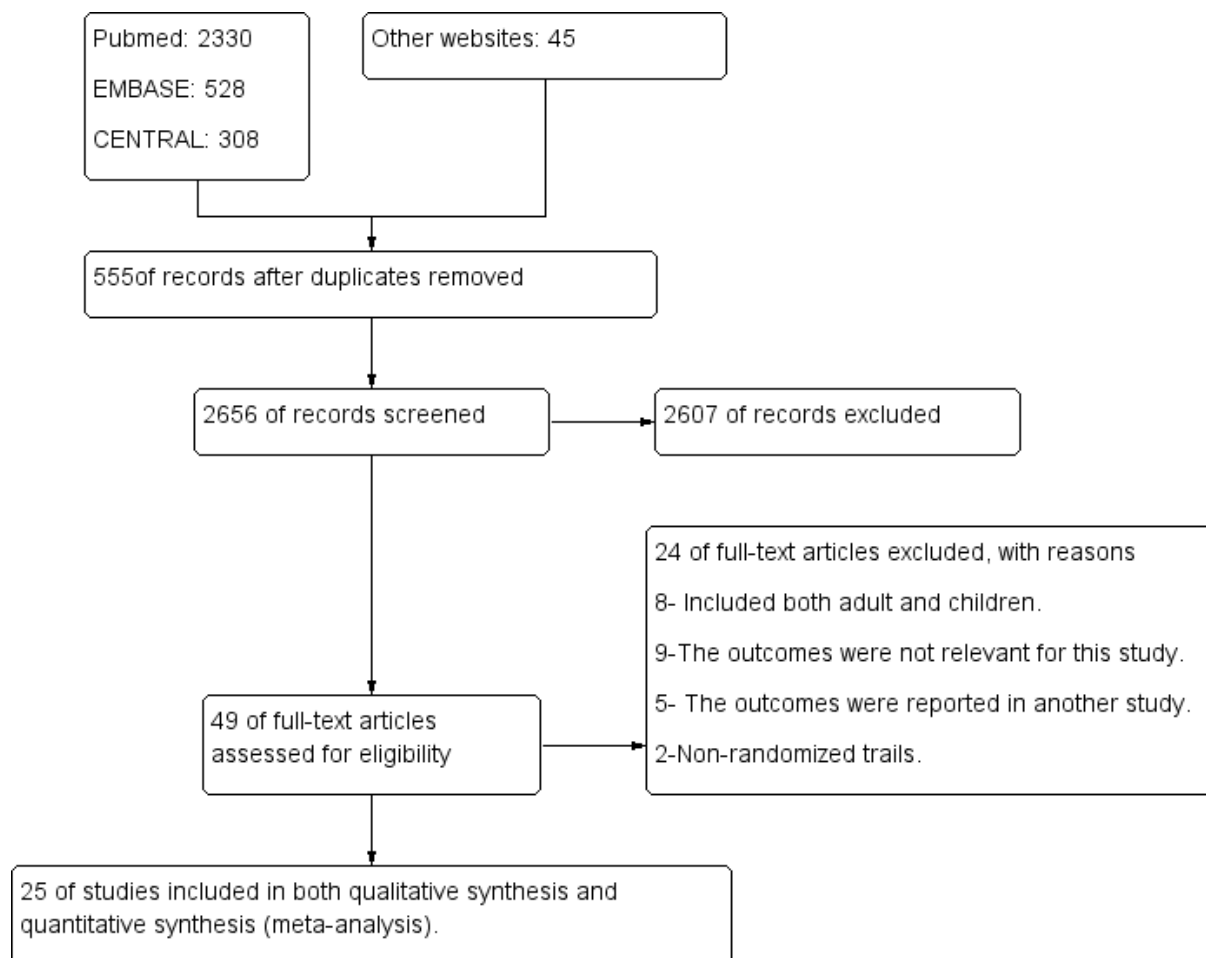 Pubmed: 2330
EMBASE: 528
CENTRAL: 308
Other websites: 45
555of records after duplicates removed
2656 of records screened
2607 of records excluded
24 of full-text articles excluded, with reasons
8- Included both adult and children.
9-The outcomes were not relevant for this study.
5- The outcomes were reported in another study.
2-Non-randomized trails.
49 of full-text articles
assessed for eligibility
25 of studies included in both qualitative synthesis and
quantitative synthesis (meta-analysis).